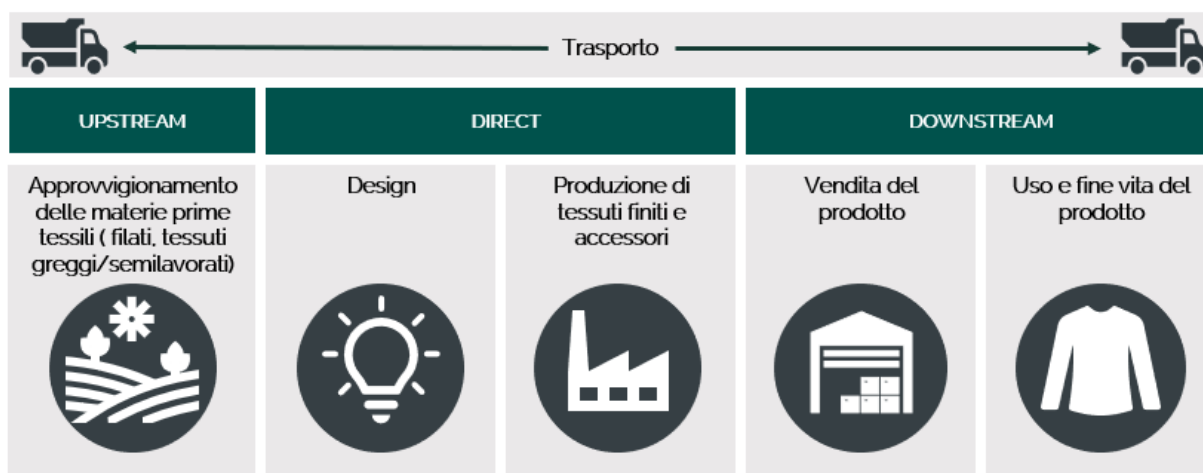 Trasporto
UPSTREAM
DIRECT
DOWNSTREAM
Approvvigionamento
delle materie prime
tessili ( filati, tessuti
greggi/semilavorati)
Design
Produzione di
tessuti finiti e
accessori
Vendita del
prodotto
Uso e fine vita del
prodotto